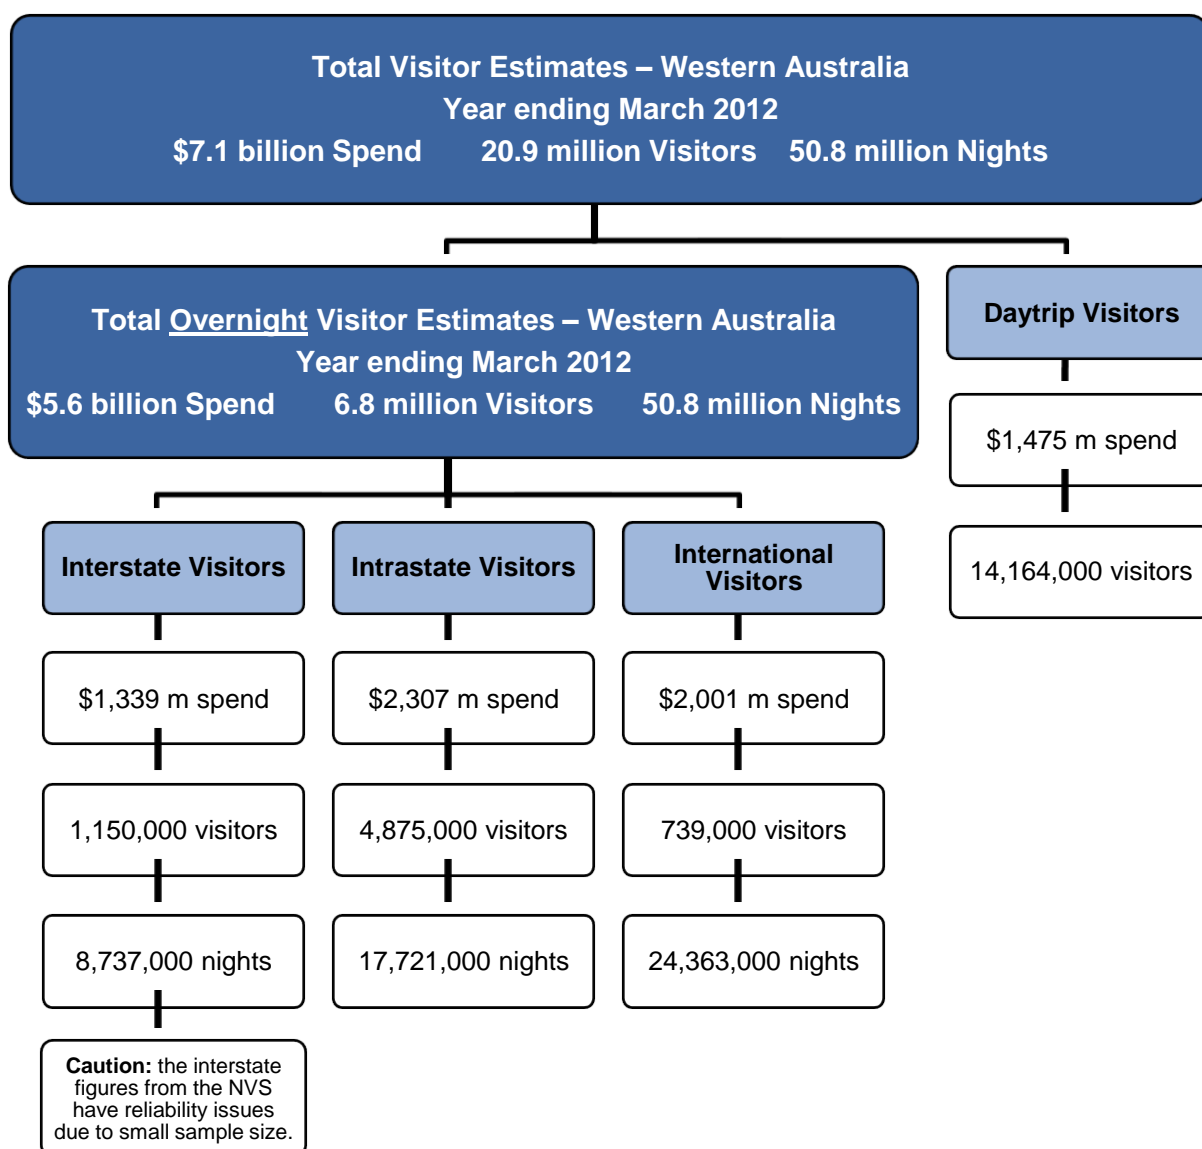 Total Visitor Estimates – Western Australia
Year ending March 2012
$7.1 billion Spend 20.9 million Visitors 50.8 million Nights
Total Overnight Visitor Estimates – Western Australia
Year ending March 2012
$5.6 billion Spend 6.8 million Visitors 50.8 million Nights
Daytrip Visitors
$1,475 m spend
14,164,000 visitors
Interstate Visitors
$1,339 m spend
1,150,000 visitors
8,737,000 nights
Caution: the interstate
figures from the NVS
have reliability issues
due to small sample size.
Intrastate Visitors
$2,307 m spend
4,875,000 visitors
17,721,000 nights
International
Visitors
$2,001 m spend
739,000 visitors
24,363,000 nights